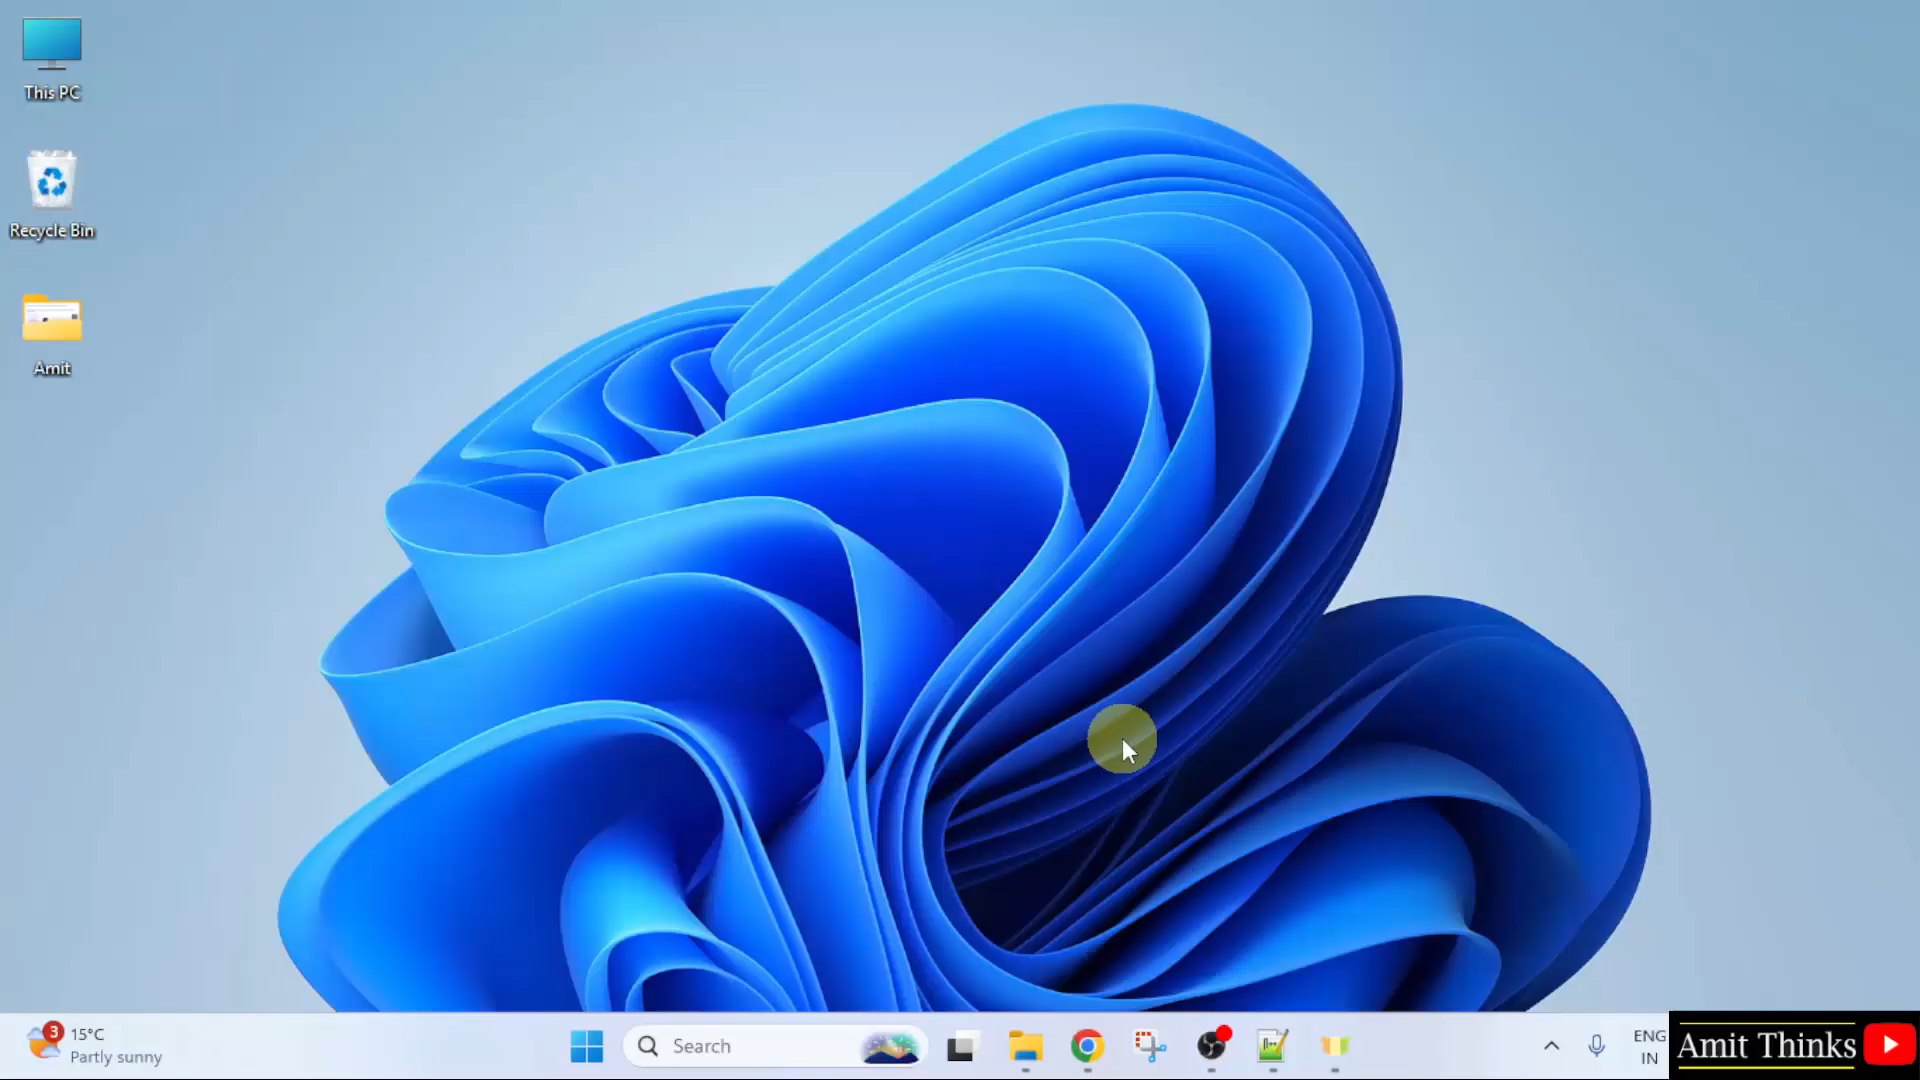 This PC
Recycle Bin
Amit
3
15°C
Partly sunny
Search
ENG
IN
Amit Thinks